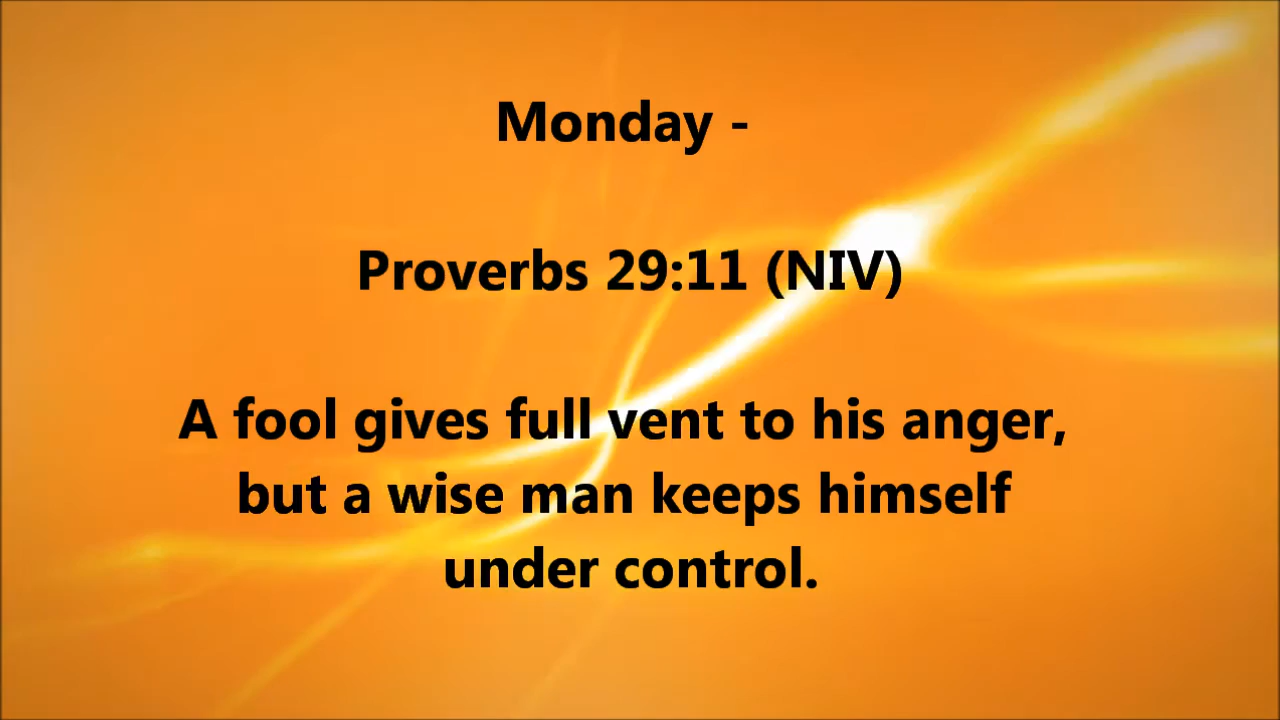 Monday -
Proverbs 29:11 (NIV)
A fool gives full vent to his anger,
but a wise man keeps himself
under control.